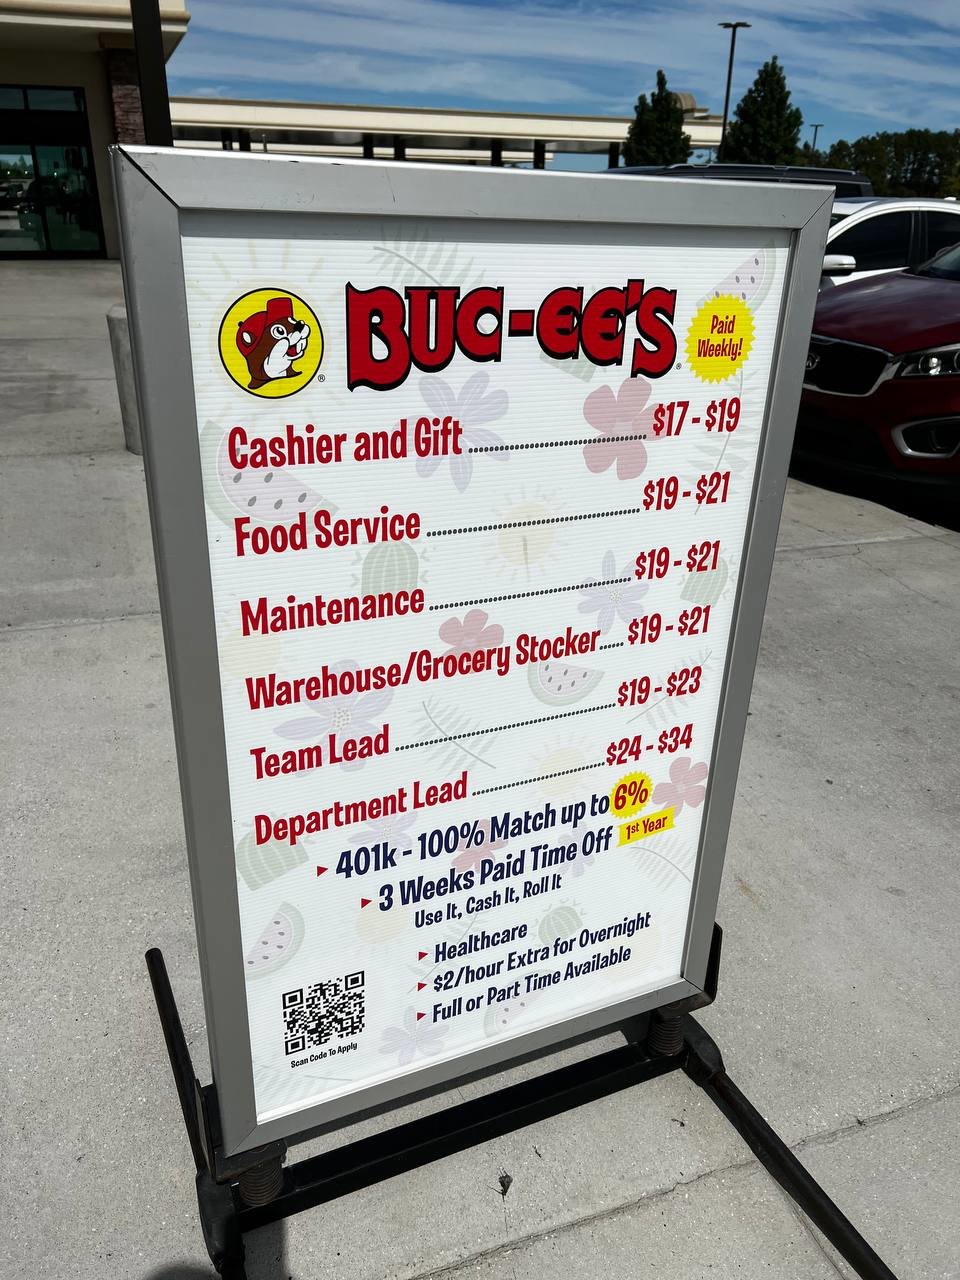 BUC-EE'S®
Paid
Weekly!
®
Cashier and Gift ........ $17 - $19
Food Service ........ $19 - $21
Maintenance ........ $19 - $21
Warehouse/Grocery Stocker...... $19 - $21
Team Lead ........ $19 - $23
Department Lead ........ $24 - $34
401k - 100% Match up to 6%
3 Weeks Paid Time Off 1st Year
Use It, Cash It, Roll It
Healthcare
$2/hour Extra for Overnight
Full or Part Time Available
Scan Code To Apply